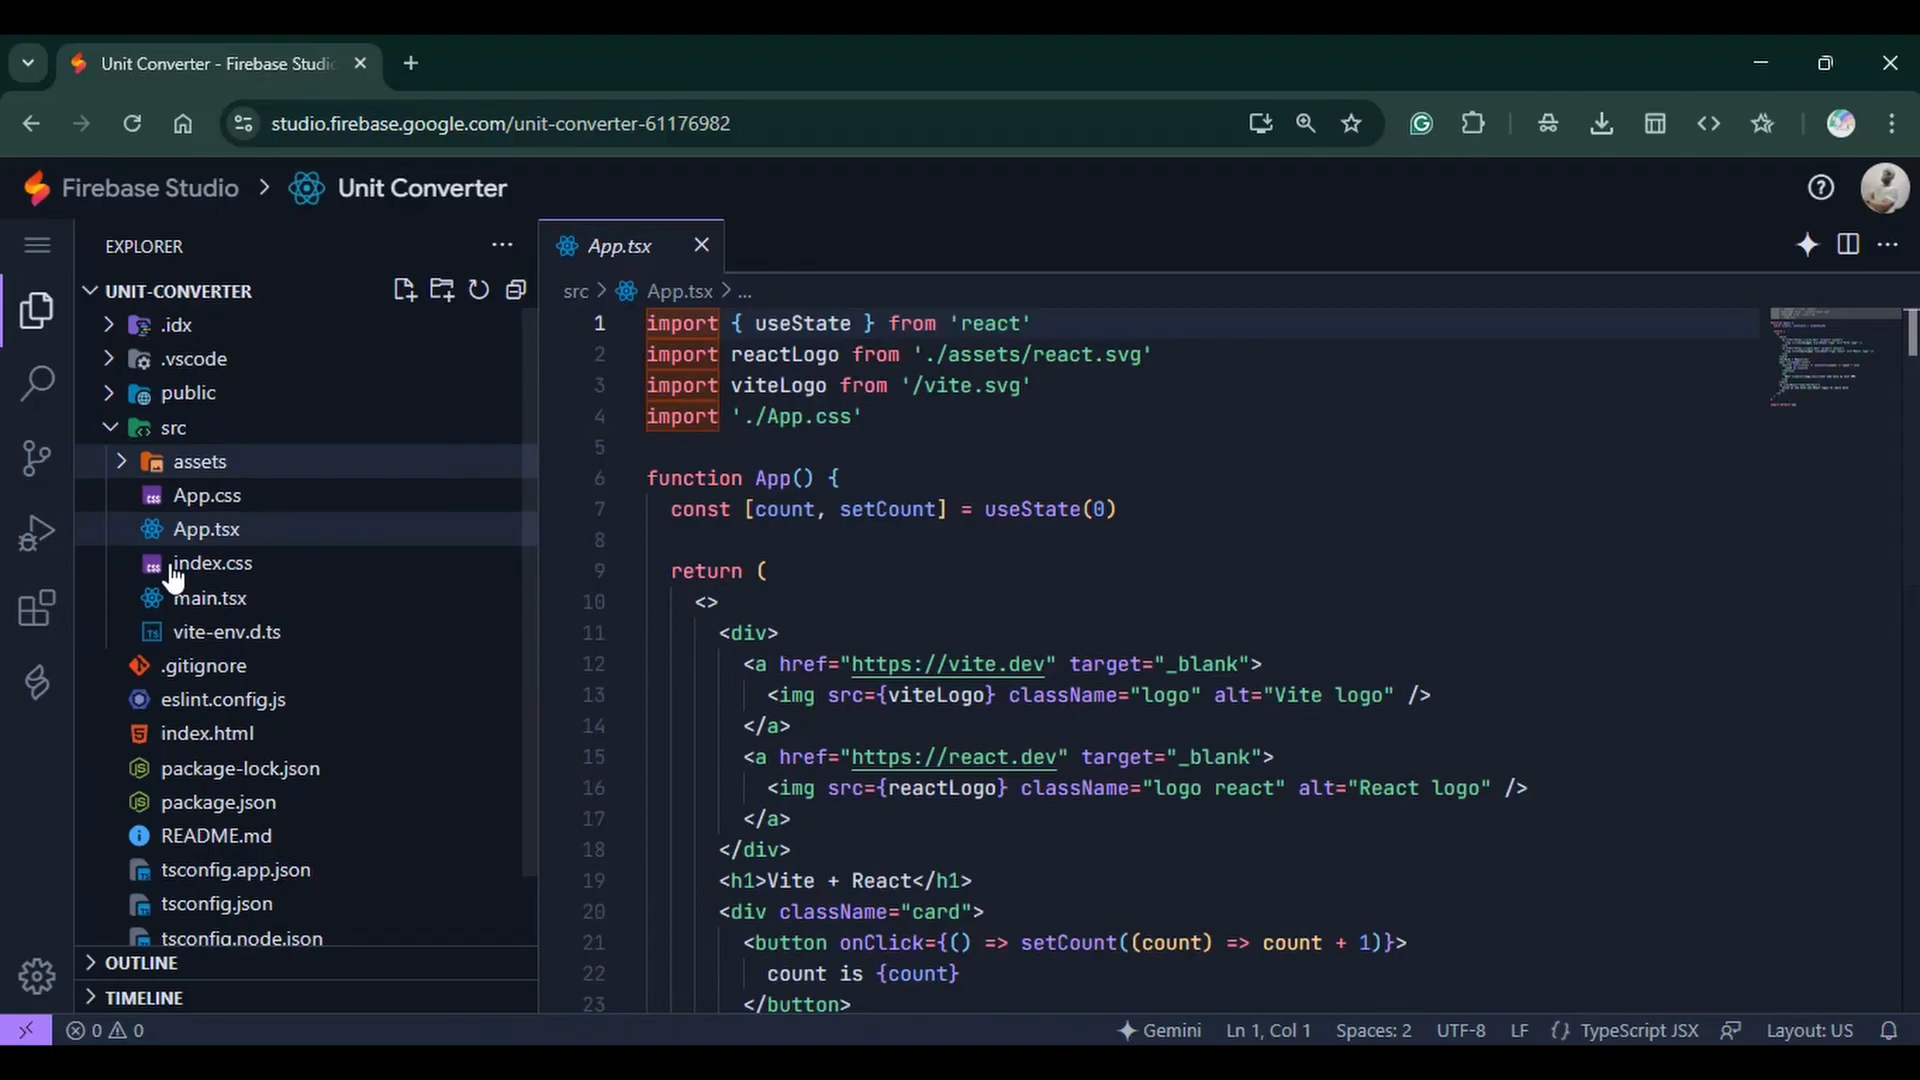 Unit Converter - Firebase Studi
studio.firebase.google.com/unit-converter-61176982
Firebase Studio > Unit Converter
EXPLORER
App.tsx
UNIT-CONVERTER
src > App.tsx > ...
.idx
.vscode
public
src
assets
App.css
App.tsx
index.css
main.tsx
vite-env.d.ts
.gitignore
eslint.config.js
index.html
package-lock.json
package.json
README.md
tsconfig.app.json
tsconfig.json
tsconfig.node.json
OUTLINE
TIMELINE
1 import { useState } from 'react'
2 import reactLogo from './assets/react.svg'
3 import viteLogo from '/vite.svg'
4 import './App.css'
5
6 function App() {
7 const [count, setCount] = useState(0)
8
9 return (
10 <>
11 <div>
12 <a href="https://vite.dev" target="_blank">
13 <img src={viteLogo} className="logo" alt="Vite logo" />
14 </a>
15 <a href="https://react.dev" target="_blank">
16 <img src={reactLogo} className="logo react" alt="React logo" />
17 </a>
18 </div>
19 <h1>Vite + React</h1>
20 <div className="card">
21 <button onClick={() => setCount((count) => count + 1)}>
22 count is {count}
23 </button>
0 0
Gemini Ln 1, Col 1 Spaces: 2 UTF-8 LF {} TypeScript JSX Layout: US